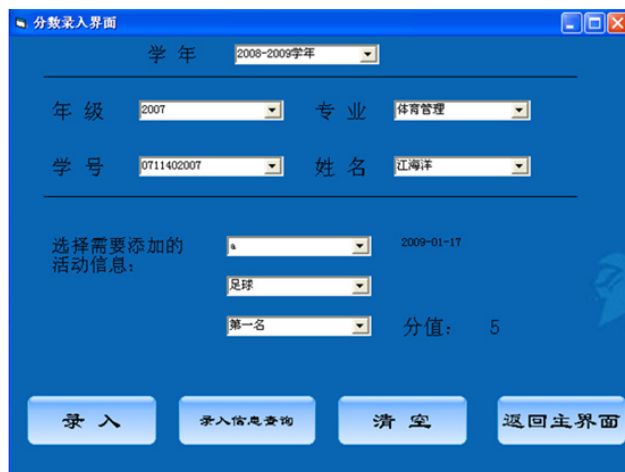 分数录入界面
学 年 2008-2009学年
年 级 2007 专 业 体育管理
学 号 0711402007 姓 名 江海洋
选择需要添加的 a 2009-01-17
活动信息：
足球
第一名 分值： 5
录 入 录入信息查询 清 空 返回主界面